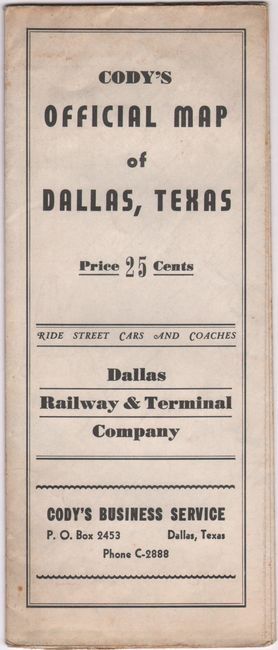 CODY'S
OFFICIAL MAP
of
DALLAS, TEXAS
Price 25 Cents
RIDE STREET CARS AND COACHES
Dallas
Railway & Terminal
Company
CODY'S BUSINESS SERVICE
P. O. Box 2453 Dallas, Texas
Phone C-2888